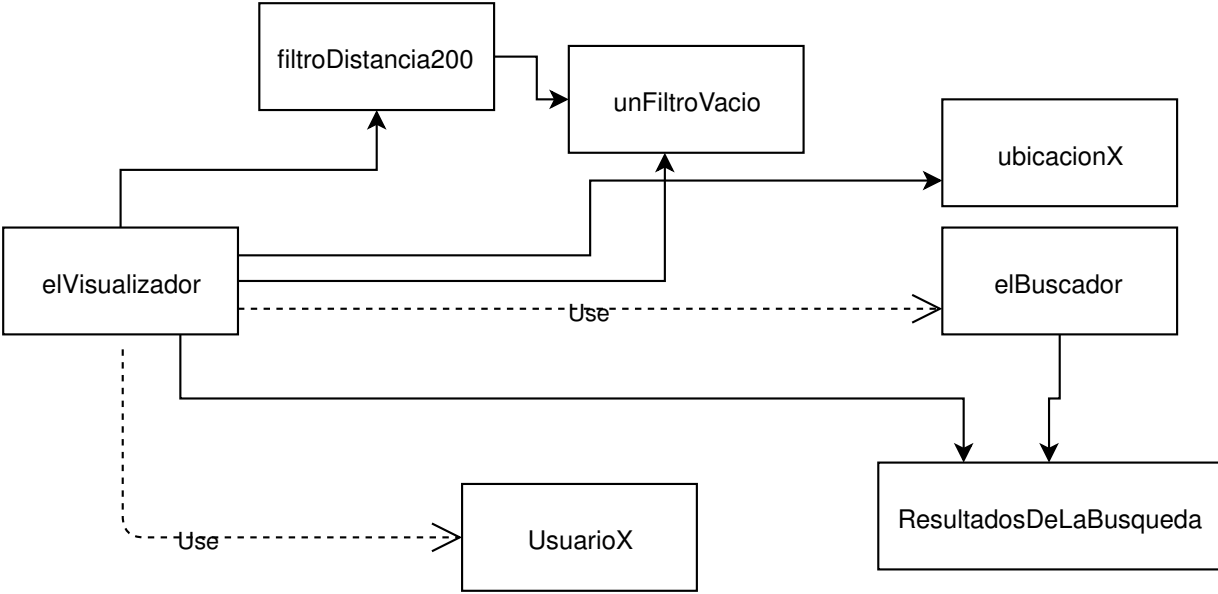 filtroDistancia200
unFiltroVacio
ubicacionX
elVisualizador
elBuscador
Use
ResultadosDeLaBusqueda
Use
UsuarioX